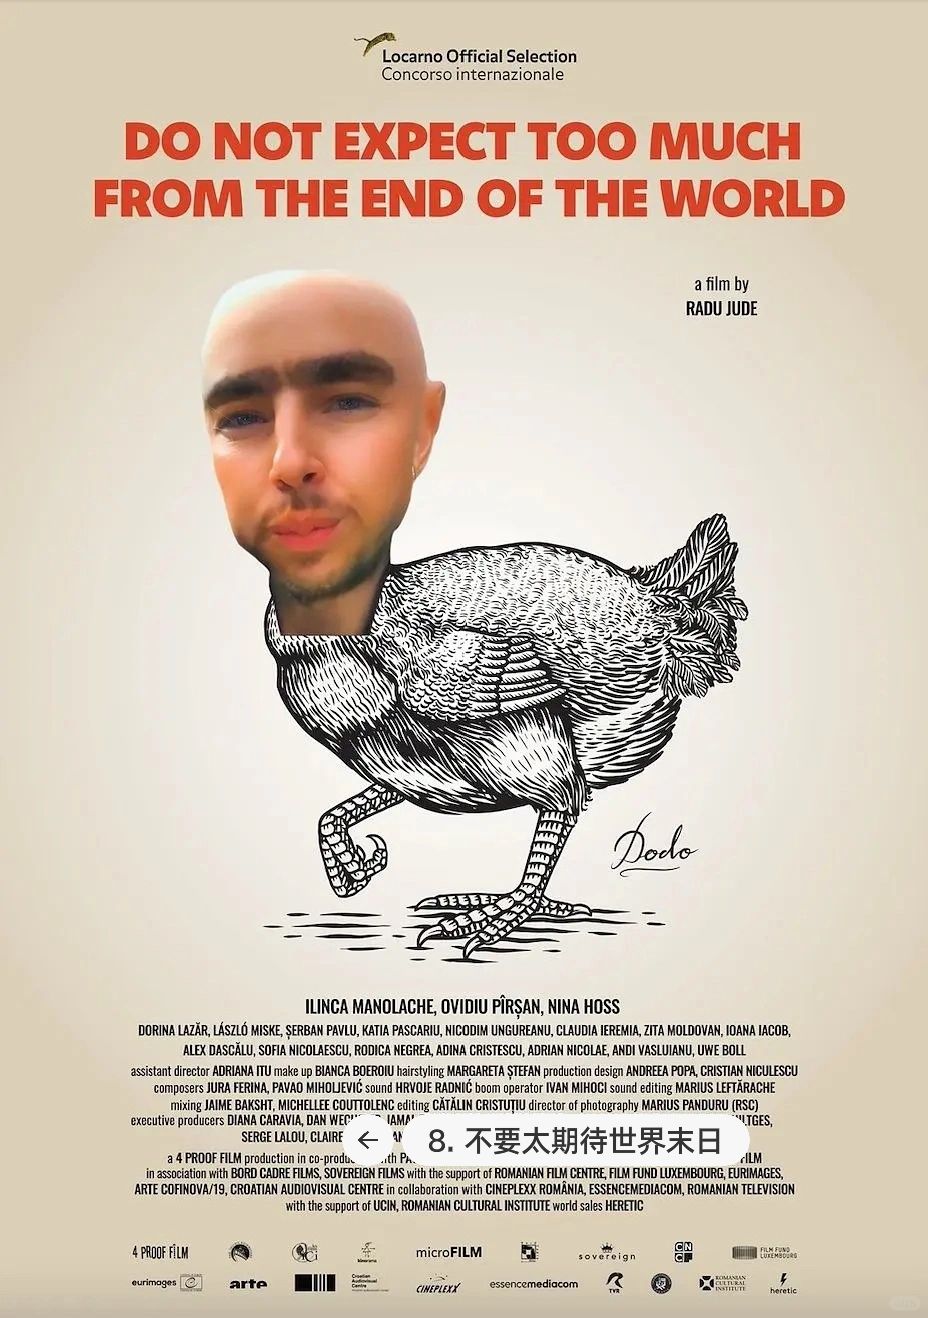 Locarno Official Selection
Concorso internazionale
DO NOT EXPECT TOO MUCH
FROM THE END OF THE WORLD
a film by
RADU JUDE
Dodo
ILINCA MANOLACHE, OVIDIU PÎRȘAN, NINA HOSS
DORINA LAZĂR, LÁSZLÓ MISKE, ȘERBAN PAVLU, KATIA PASCARIU, NICODIM UNGUREANU, CLAUDIA IEREMIA, ZITA MOLDOVAN, IOANA IACOB,
ALEX DASCĂLU, SOFIA NICOLAESCU, RODICA NEGREA, ADINA CRISTESCU, ADRIAN NICOLAE, ANDI VASLUIANU, UWE BOLL
assistant director ADRIANA ITU make up BIANCA BOEROIU hairstyling MARGARETA ȘTEFAN production design ANDREEA POPA, CRISTIAN NICULESCU
composers JURA FERINA, PAVAO MIHOLJEVIĆ sound HRVOJE RADNIĆ boom operator IVAN MIHOCI sound editing MARIUS LEFTĂRACHE
mixing JAIME BAKSHT, MICHELLEE COUTTOLENC editing CĂTĂLIN CRISTUȚIU director of photography MARIUS PANDURU (RSC)
executive producers DIANA CARAVIA, DAN
SERGE LALOU, CLAIRE
← 8. 不要太期待世界末日
a 4 PROOF FILM production in FILM
in association with BORD CADRE FILMS, SOVEREIGN FILMS with the support of ROMANIAN FILM CENTRE, FILM FUND LUXEMBOURG, EURIMAGES,
ARTE COFINOVA/19, CROATIAN AUDIOVISUAL CENTRE in collaboration with CINEPLEXX ROMÂNIA, ESSENCEMEDIACOM, ROMANIAN TELEVISION
with the support of UCIN, ROMANIAN CULTURAL INSTITUTE world sales HERETIC
4 PROOF FILM microFILM sovereign CNC FILM FUND LUXEMBOURG
eurimages arte Croatian Audiovisual Centre CINEPLEXX essencemediacom TVR ROMANIAN CULTURAL INSTITUTE heretic